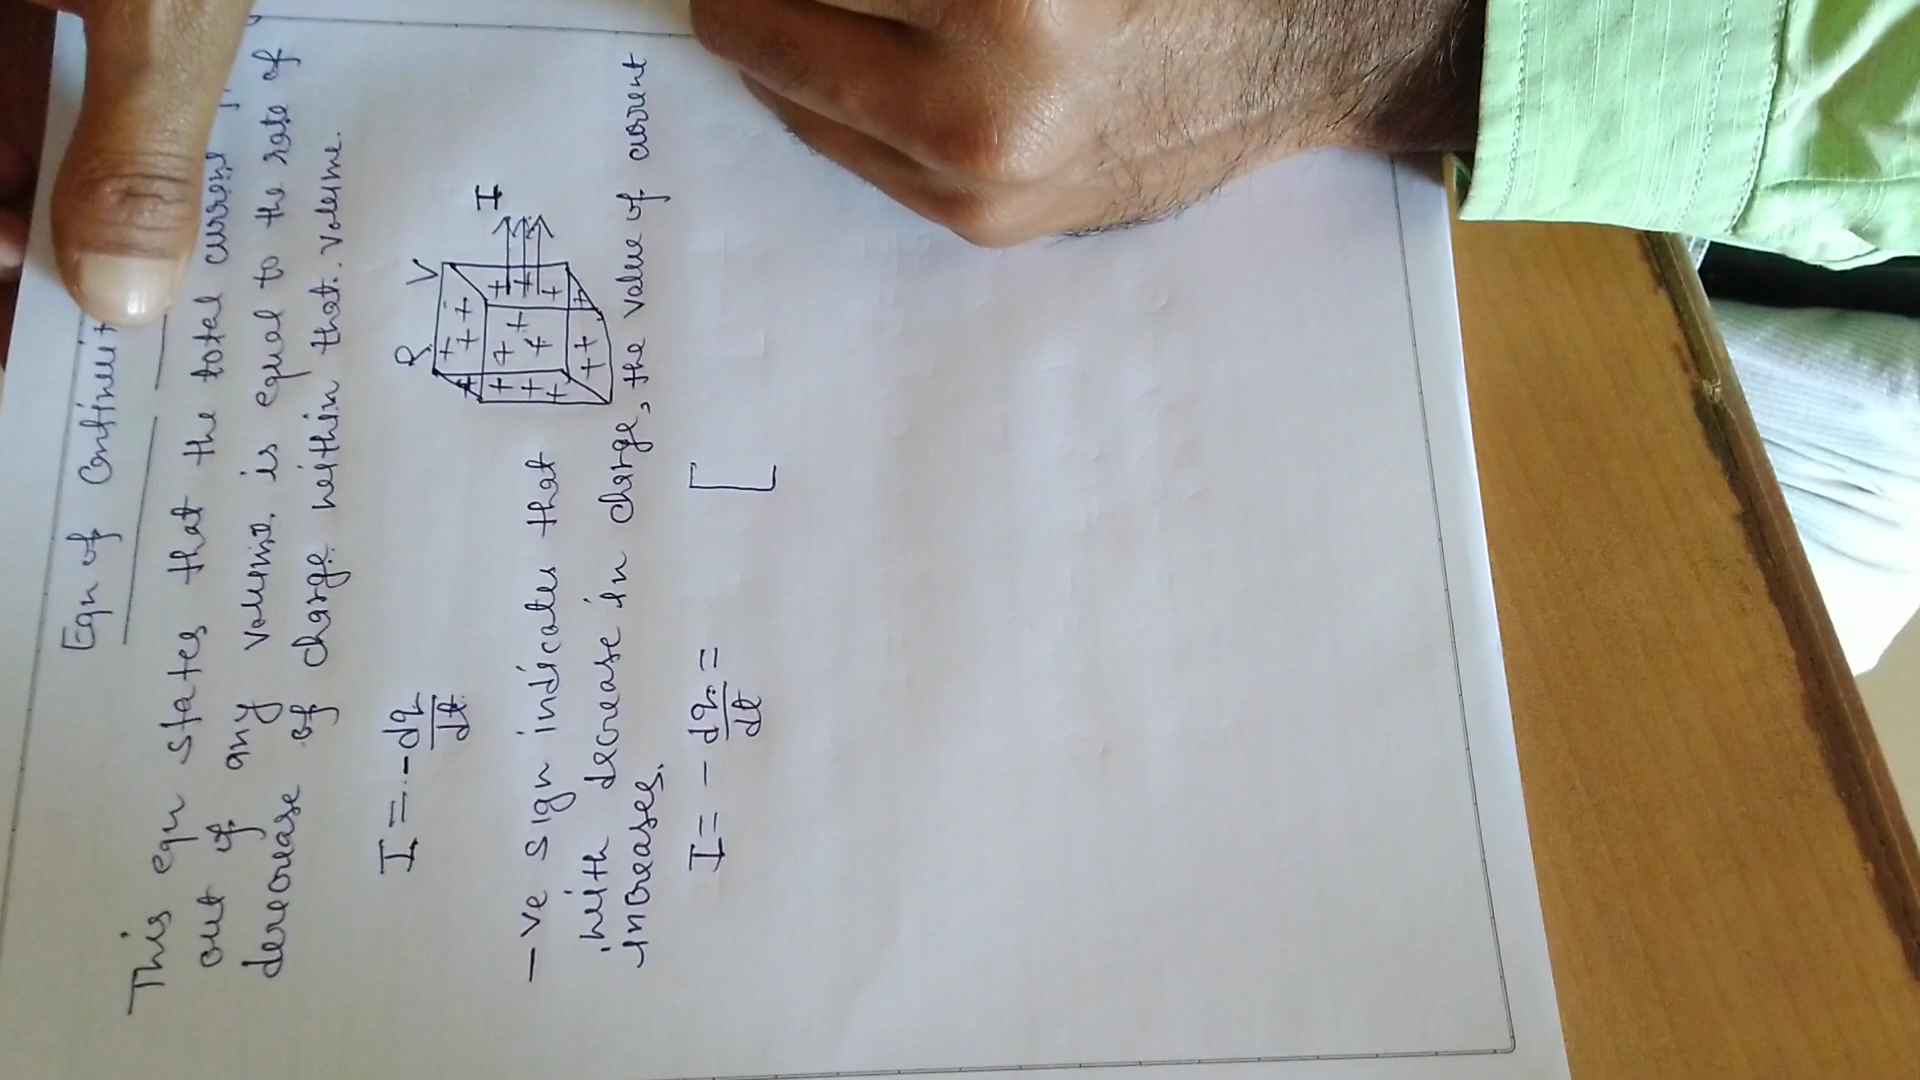 Eqn of Continuit
This eqn states that the total current
out of any volume. is equal to the rate of
derecrease of charge within that. volume.
R V
I = - dq/dt
I
-ve sign indicates that
with decrease in charge, the value of current
increases.
I = - dq/dt = [